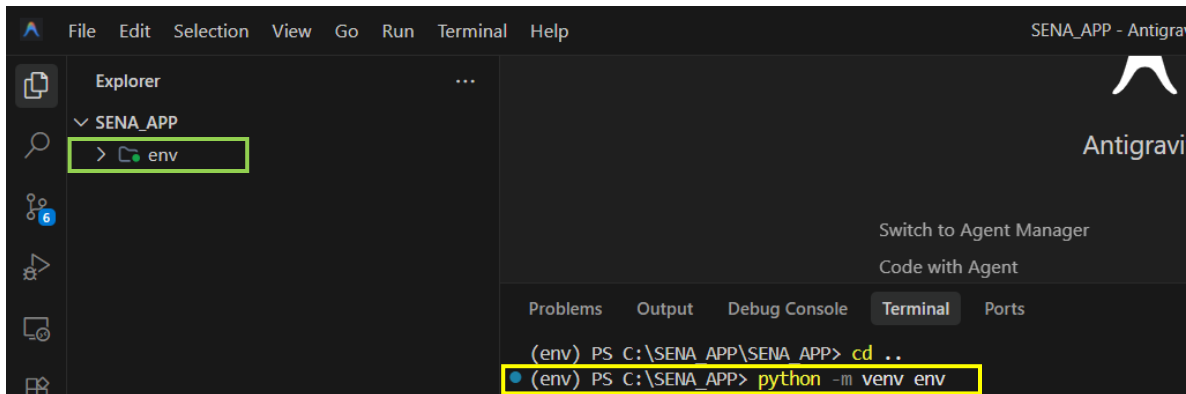 File Edit Selection View Go Run Terminal Help
SENA_APP - Antigrav
Explorer ...
SENA_APP
env
6
Antigravi
Switch to Agent Manager
Code with Agent
Problems Output Debug Console Terminal Ports
(env) PS C:\SENA_APP\SENA_APP> cd ..
(env) PS C:\SENA_APP> python -m venv env